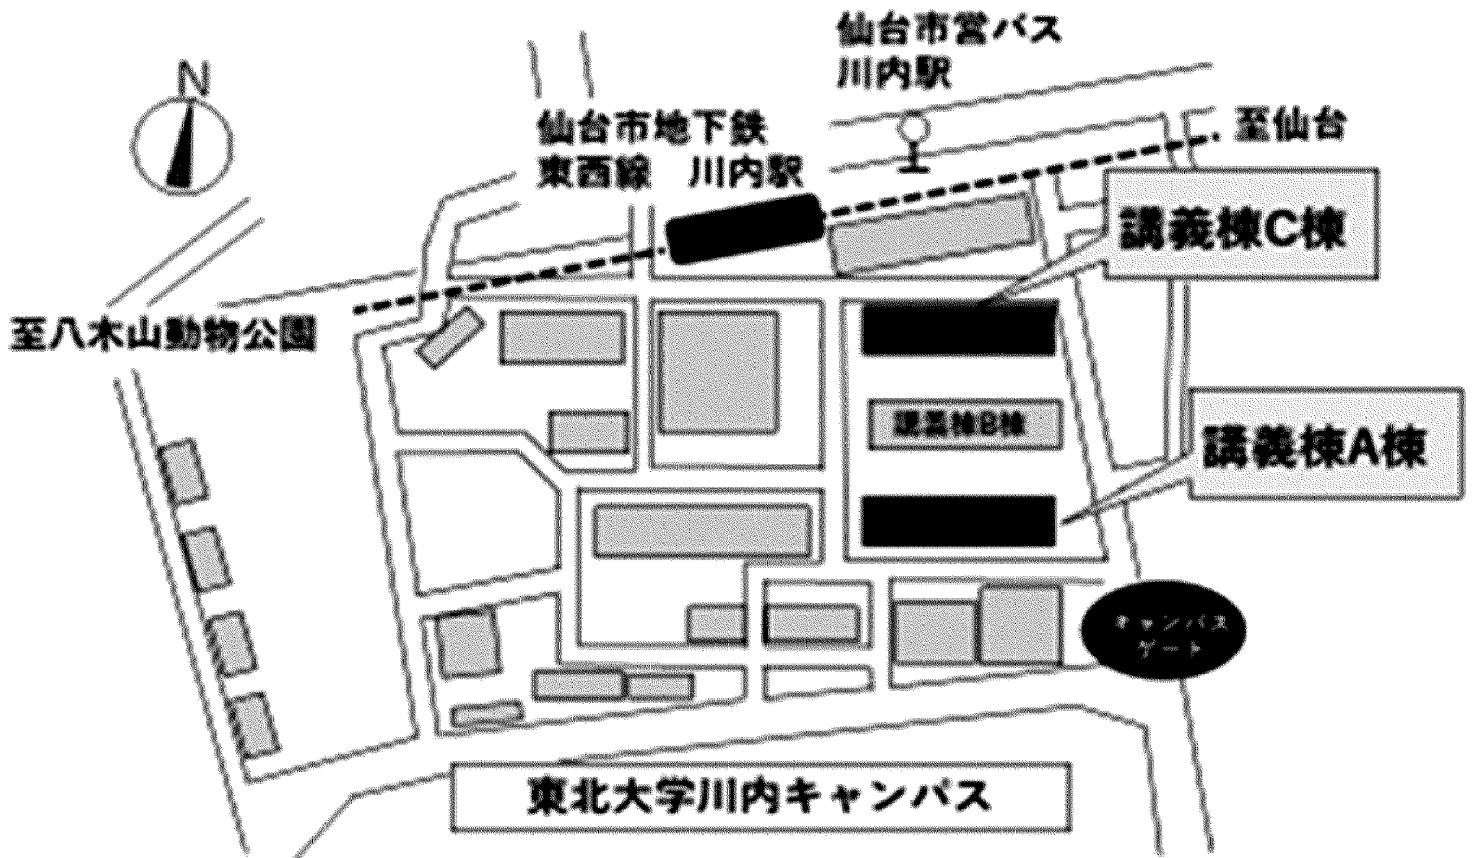 仙台市営バス
川内駅
N
仙台市地下鉄
東西線　川内駅
至仙台
講義棟C棟
至八木山動物公園
講義棟B棟
講義棟A棟
キャンパス
ゲート
東北大学川内キャンパス